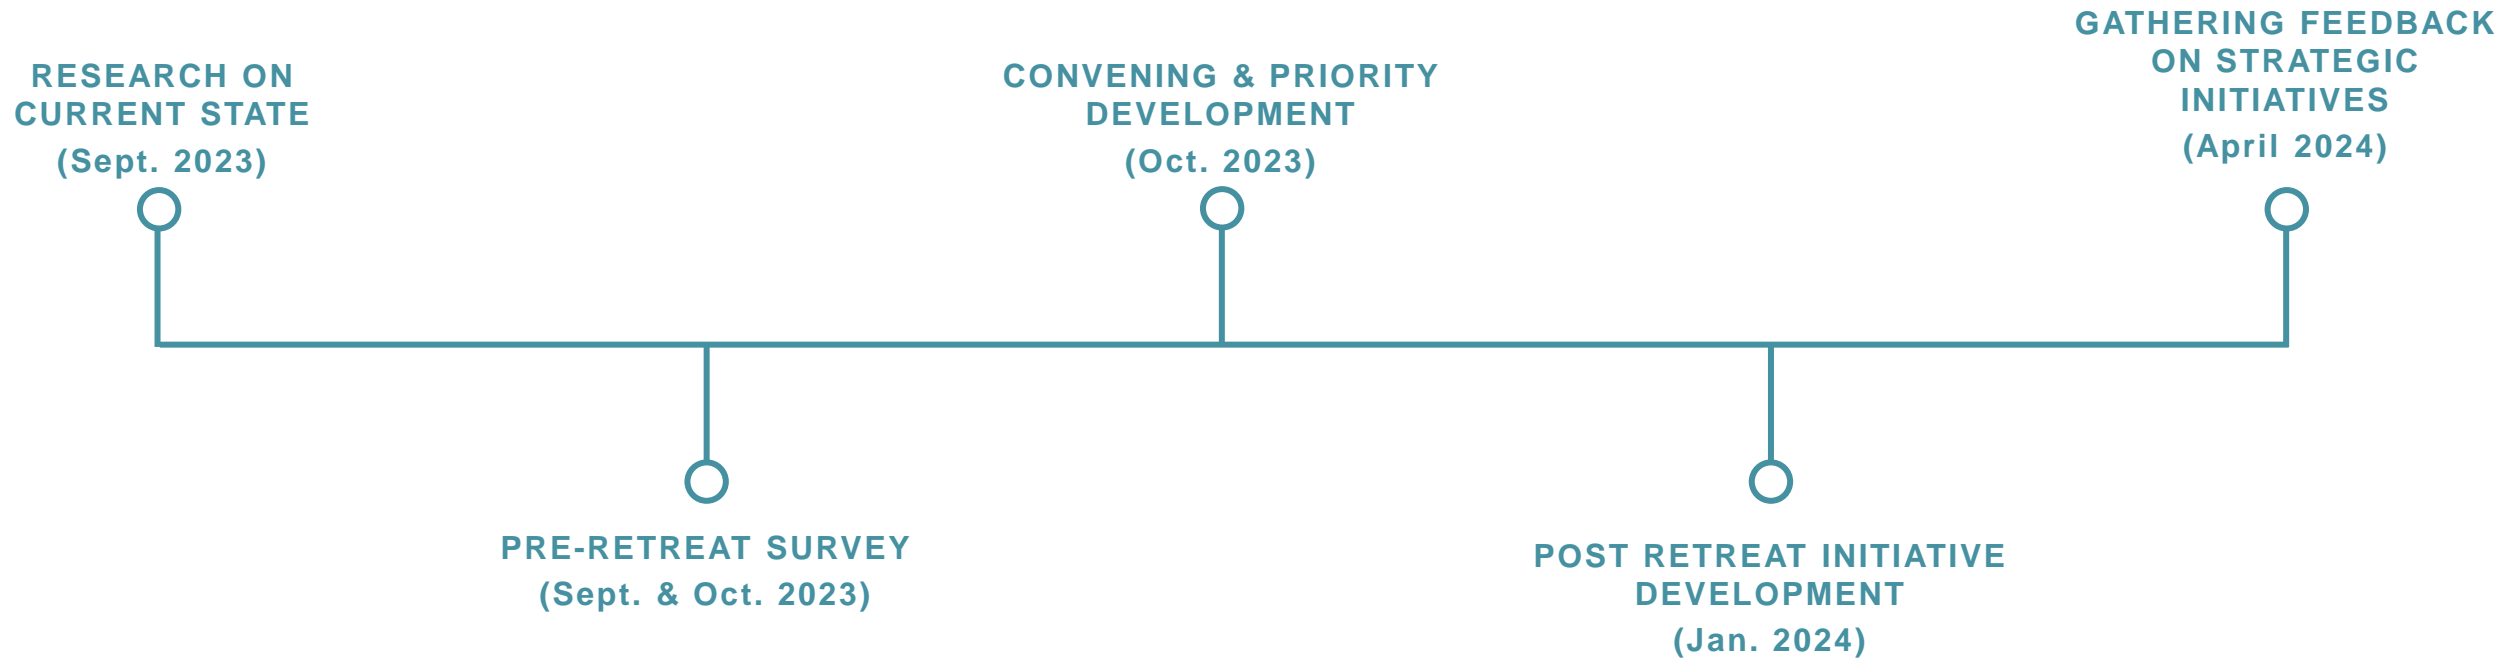 RESEARCH ON
CURRENT STATE
(Sept. 2023)
PRE-RETREAT SURVEY
(Sept. & Oct. 2023)
CONVENING & PRIORITY
DEVELOPMENT
(Oct. 2023)
POST RETREAT INITIATIVE
DEVELOPMENT
(Jan. 2024)
GATHERING FEEDBACK
ON STRATEGIC
INITIATIVES
(April 2024)